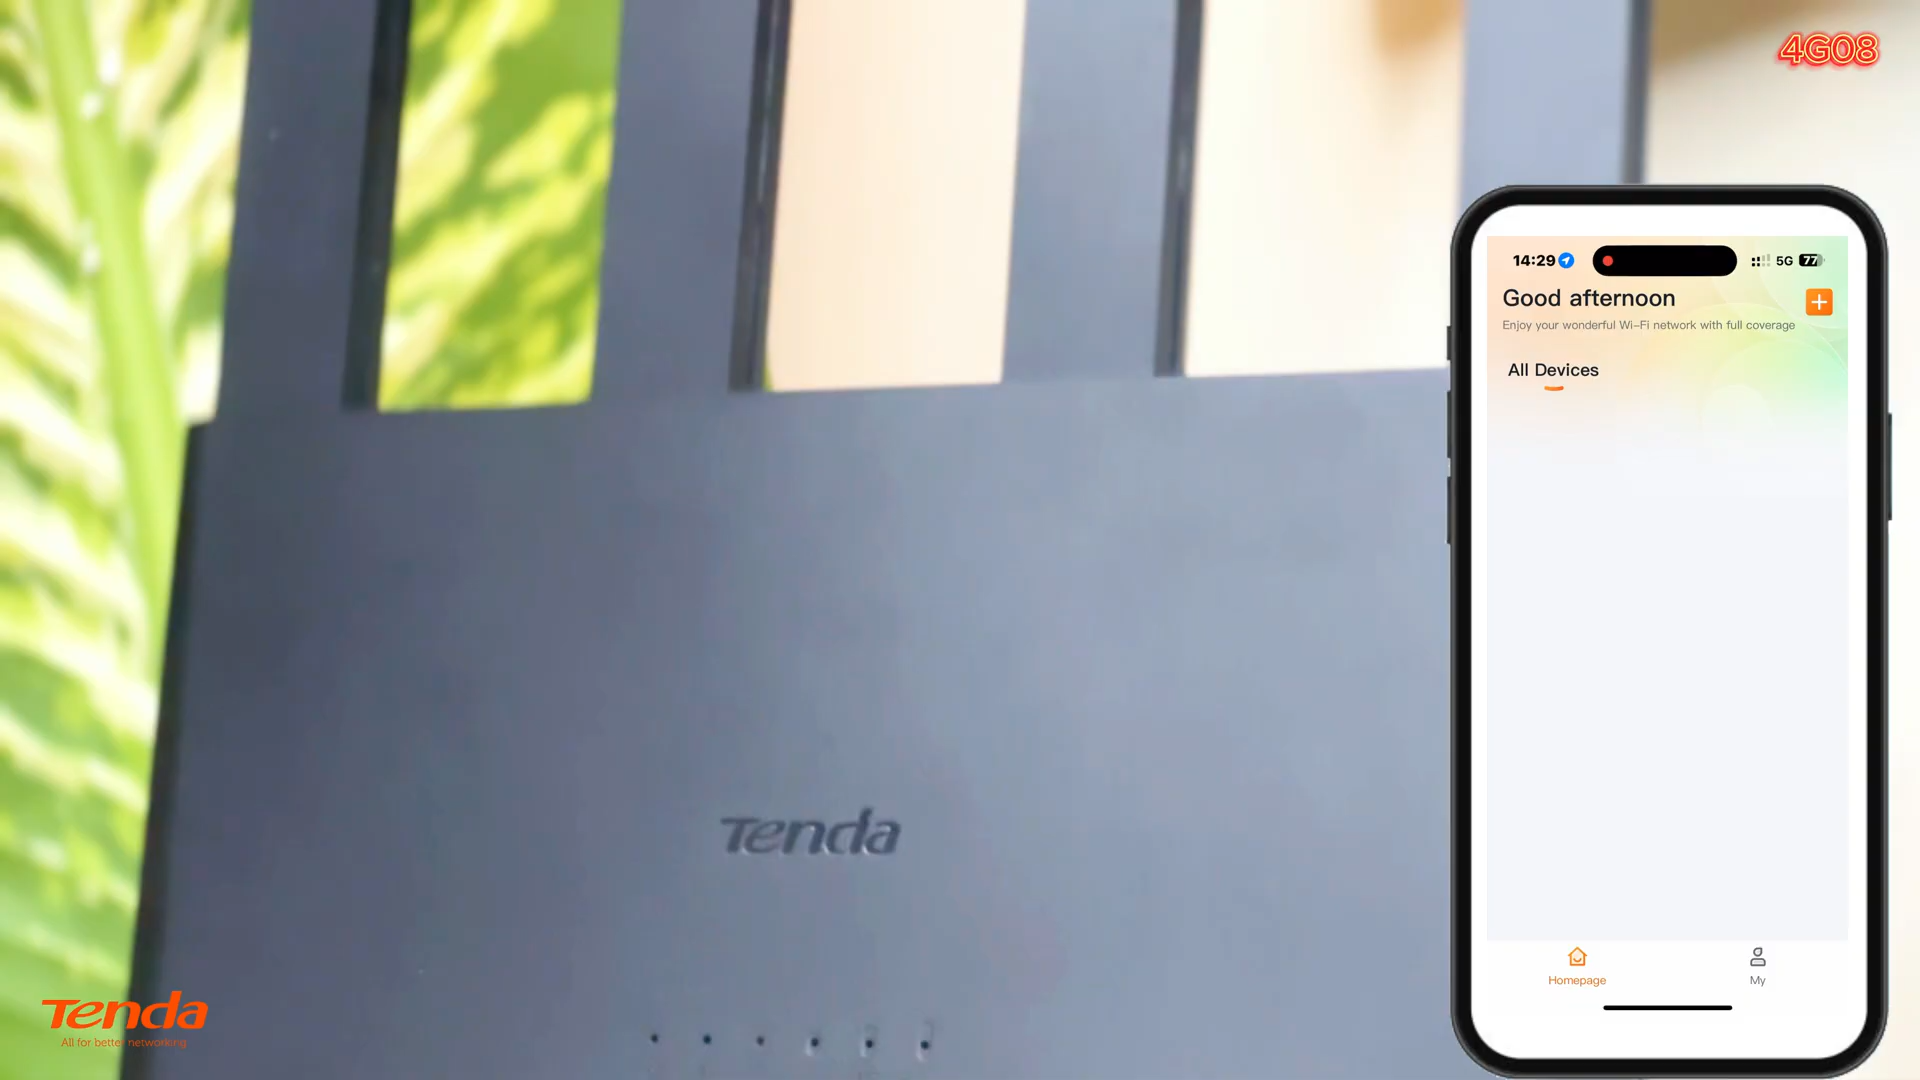 4G08
14:29
5G
77
Good afternoon
Enjoy your wonderful Wi-Fi network with full coverage
All Devices
Tenda
Homepage
My
Tenda
All for better networking